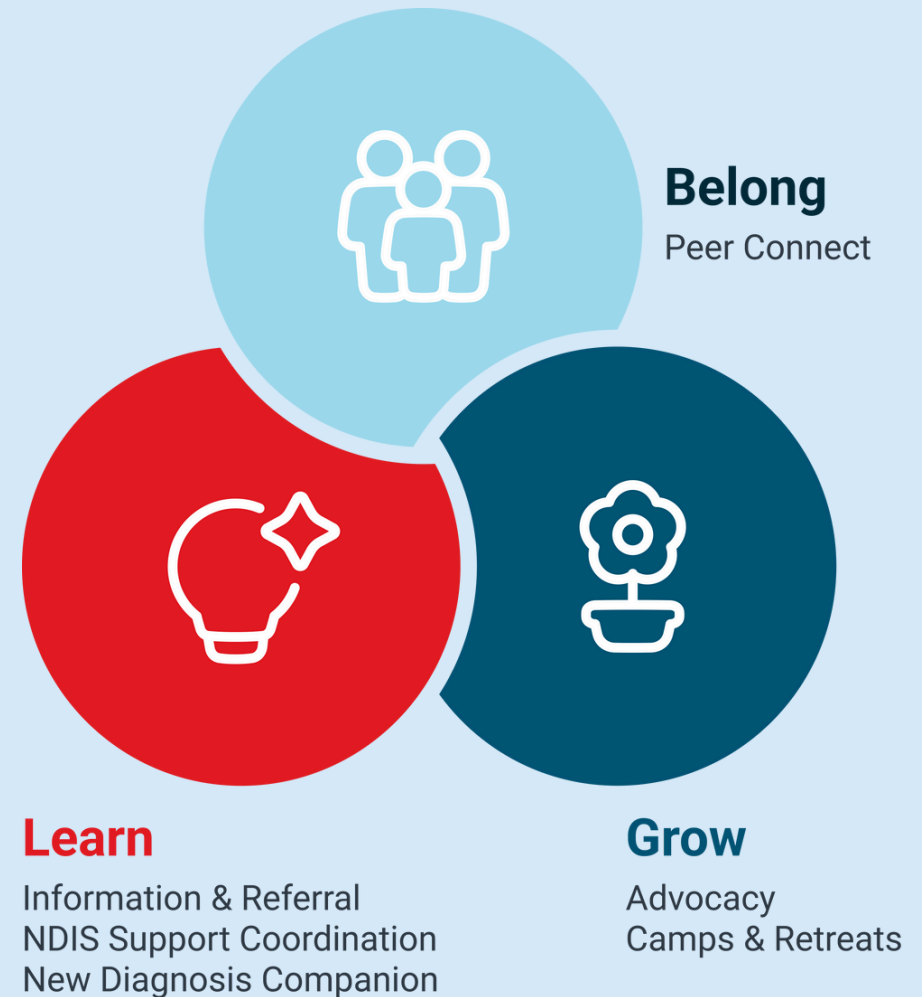 Belong
Peer Connect
Learn
Information & Referral
NDIS Support Coordination
New Diagnosis Companion
Grow
Advocacy
Camps & Retreats